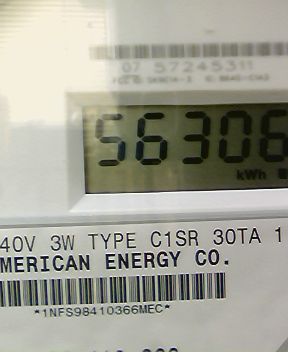 07 57245311
56306
kWh
40V 3W TYPE C1SR 30TA 1
MERICAN ENERGY CO.
*1NFS98410366MEC*